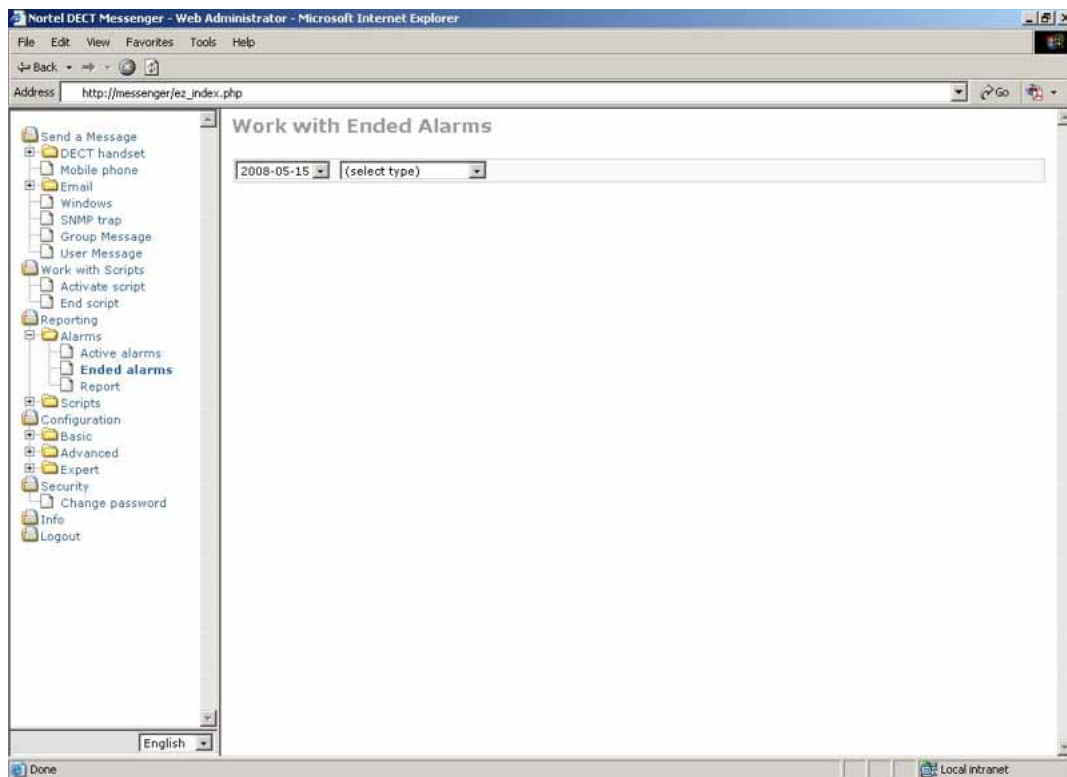 Nortel DECT Messenger - Web Administrator - Microsoft Internet Explorer
File Edit View Favorites Tools Help
Back
Address http://messenger/ez_index.php Go
Send a Message
DECT handset
Mobile phone
Email
Windows
SNMP trap
Group Message
User Message
Work with Scripts
Activate script
End script
Reporting
Alarms
Active alarms
Ended alarms
Report
Scripts
Configuration
Basic
Advanced
Expert
Security
Change password
Info
Logout
English
Work with Ended Alarms
2008-05-15 (select type)
Done Local intranet